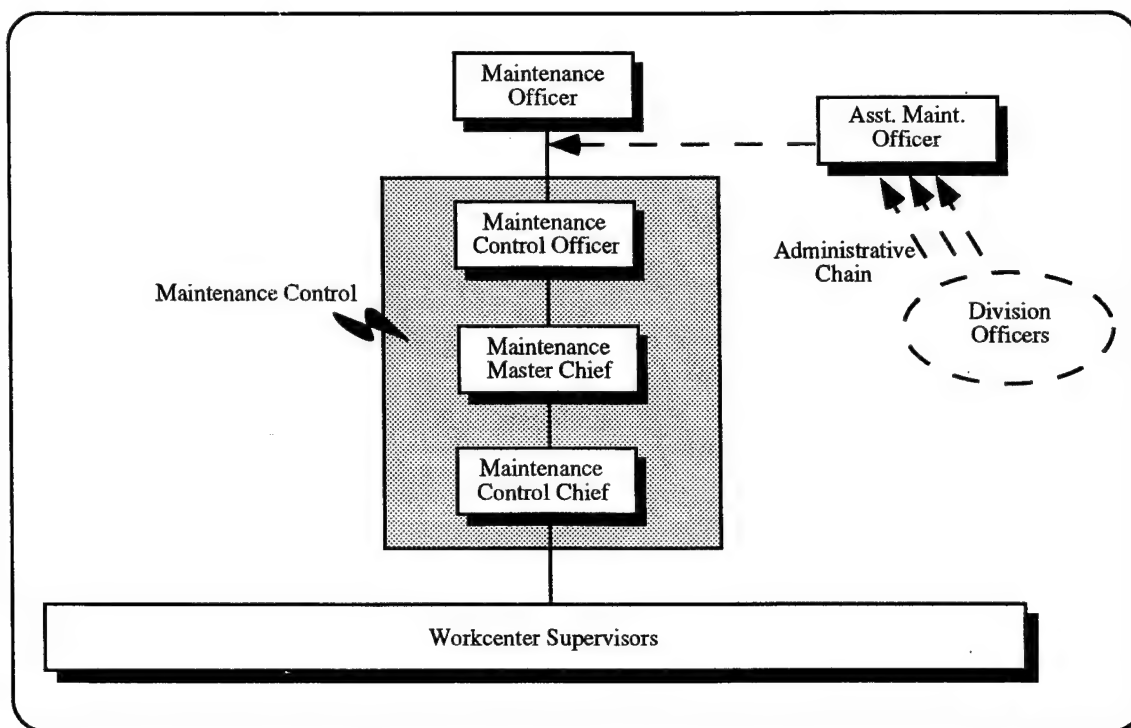 Maintenance
Officer
Asst. Maint.
Officer
Maintenance
Control Officer
Administrative
Chain
Maintenance Control
Division
Officers
Maintenance
Master Chief
Maintenance
Control Chief
Workcenter Supervisors